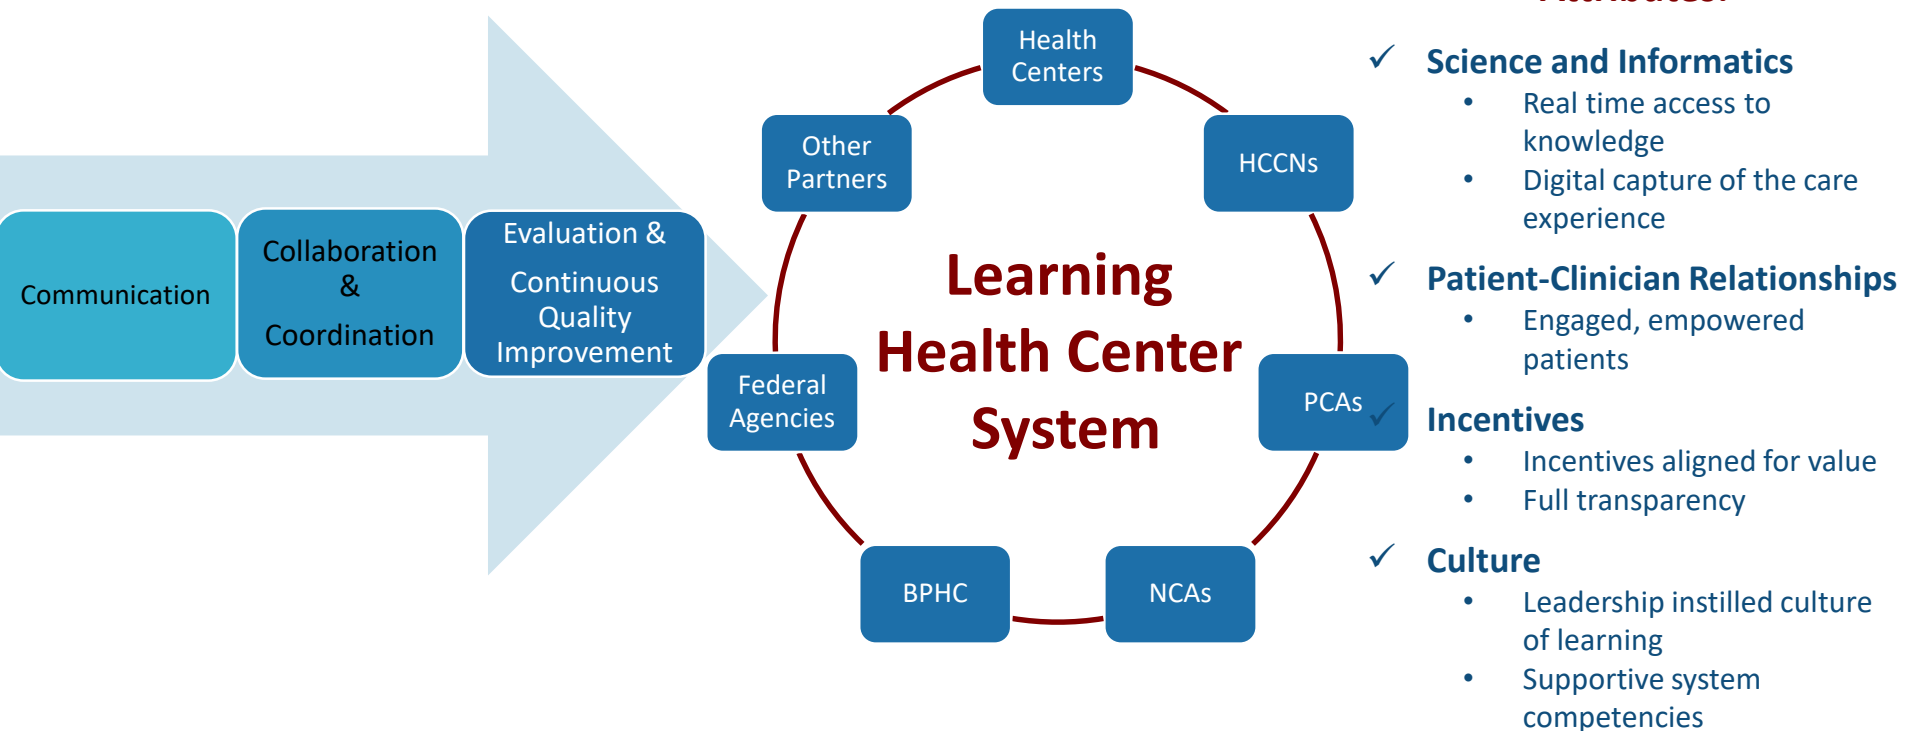 Communication
Collaboration
&
Coordination
Evaluation &
Continuous
Quality
Improvement
Health
Centers
HCCNs
PCAs
NCAs
BPHC
Federal
Agencies
Other
Partners
Learning
Health Center
System
Attributes:
✓ Science and Informatics
• Real time access to
knowledge
• Digital capture of the care
experience
✓ Patient-Clinician Relationships
• Engaged, empowered
patients
✓ Incentives
• Incentives aligned for value
• Full transparency
✓ Culture
• Leadership instilled culture
of learning
• Supportive system
competencies